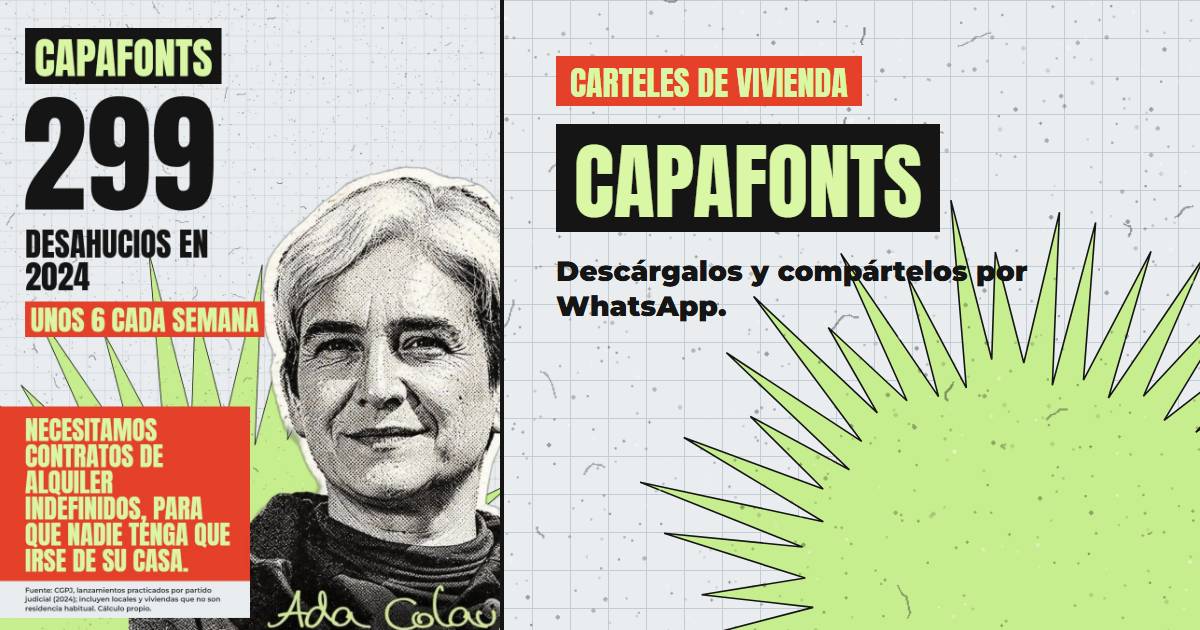 CAPAFONTS
299
DESAHUCIOS EN
2024
UNOS 6 CADA SEMANA
NECESITAMOS
CONTRATOS DE
ALQUILER
INDEFINIDOS, PARA
QUE NADIE TENGA QUE
IRSE DE SU CASA.
Fuente: CGPJ, lanzamientos practicados por partido
judicial (2024); incluyen locales y viviendas que no son
residencia habitual. Cálculo propio.
Ada Colau
CARTELES DE VIVIENDA
CAPAFONTS
Descárgalos y compártelos por
WhatsApp.